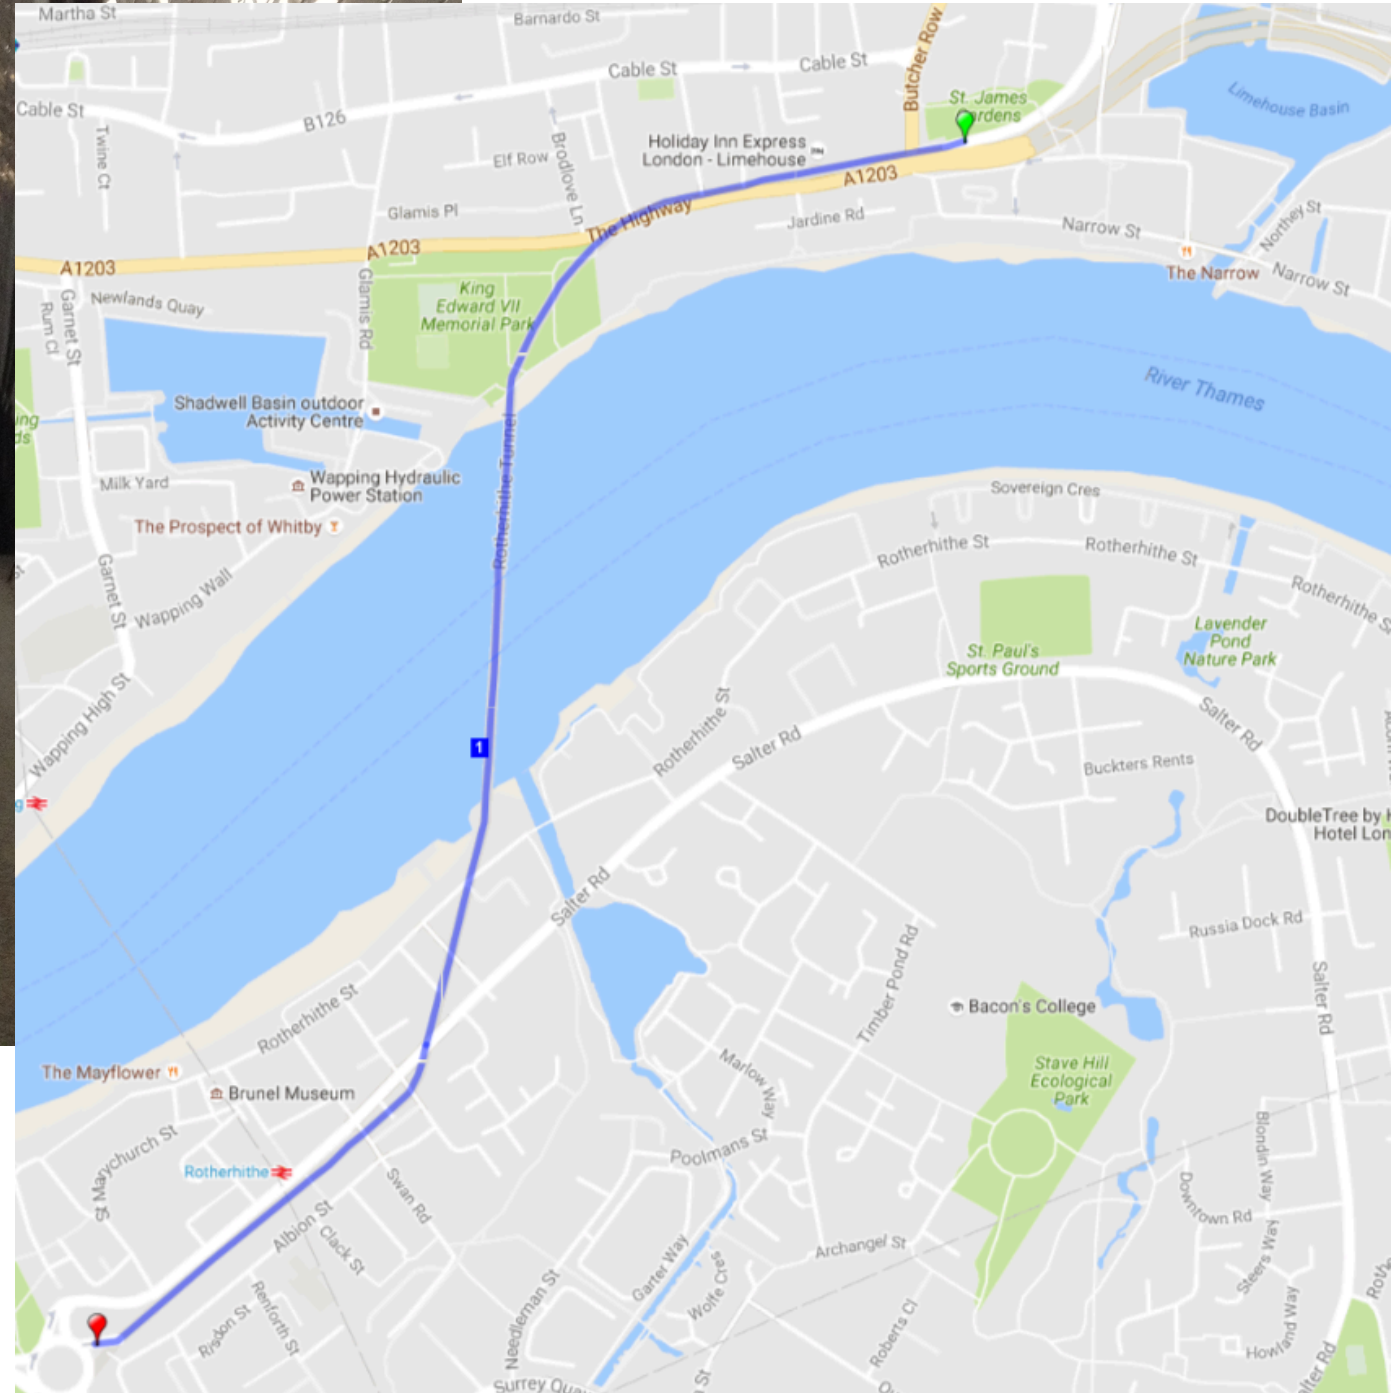 Martha St
Barnardo St
Butcher Row
Cable St
Cable St
Cable St
B126
St. James
Limehouse Basin
Twine Ct
Elf Row
Brodlove Ln
Holiday Inn Express
London - Limehouse
A1203
Glamis Pl
The Highway
Jardine Rd
Narrow St
Northey St
A1203
A1203
The Narrow
Narrow St
Newlands Quay
Garnet St
Rum Cl
Glamis Rd
King
Edward VII
Memorial Park
River Thames
Shadwell Basin outdoor
Activity Centre
Rotherhithe Tunnel
Milk Yard
Wapping Hydraulic
Power Station
The Prospect of Whitby
Sovereign Cres
Rotherhithe St
Rotherhithe St
Rotherhithe S
Garnet St
Wapping Wall
Lavender
Pond
Nature Park
St. Paul's
Sports Ground
Wapping High St
Rotherhithe St
Salter Rd
Salter Rd
1
Buckters Rents
DoubleTree by H
Hotel Lon
Salter Rd
Russia Dock Rd
Timber Pond Rd
Salter Rd
Bacon's College
Rotherhithe St
The Mayflower
Brunel Museum
Marlow Way
Stave Hill
Ecological
Park
St Marychurch St
Poolmans St
Blondin Way
Rotherhithe
Swan Rd
Downtown Rd
Albion St
Clack St
Archangel St
Garter Way
Wolfe Cres
Steers Way
Renforth St
Risdon St
Needleman St
Roberts Cl
Howland Way
Surrey Qua